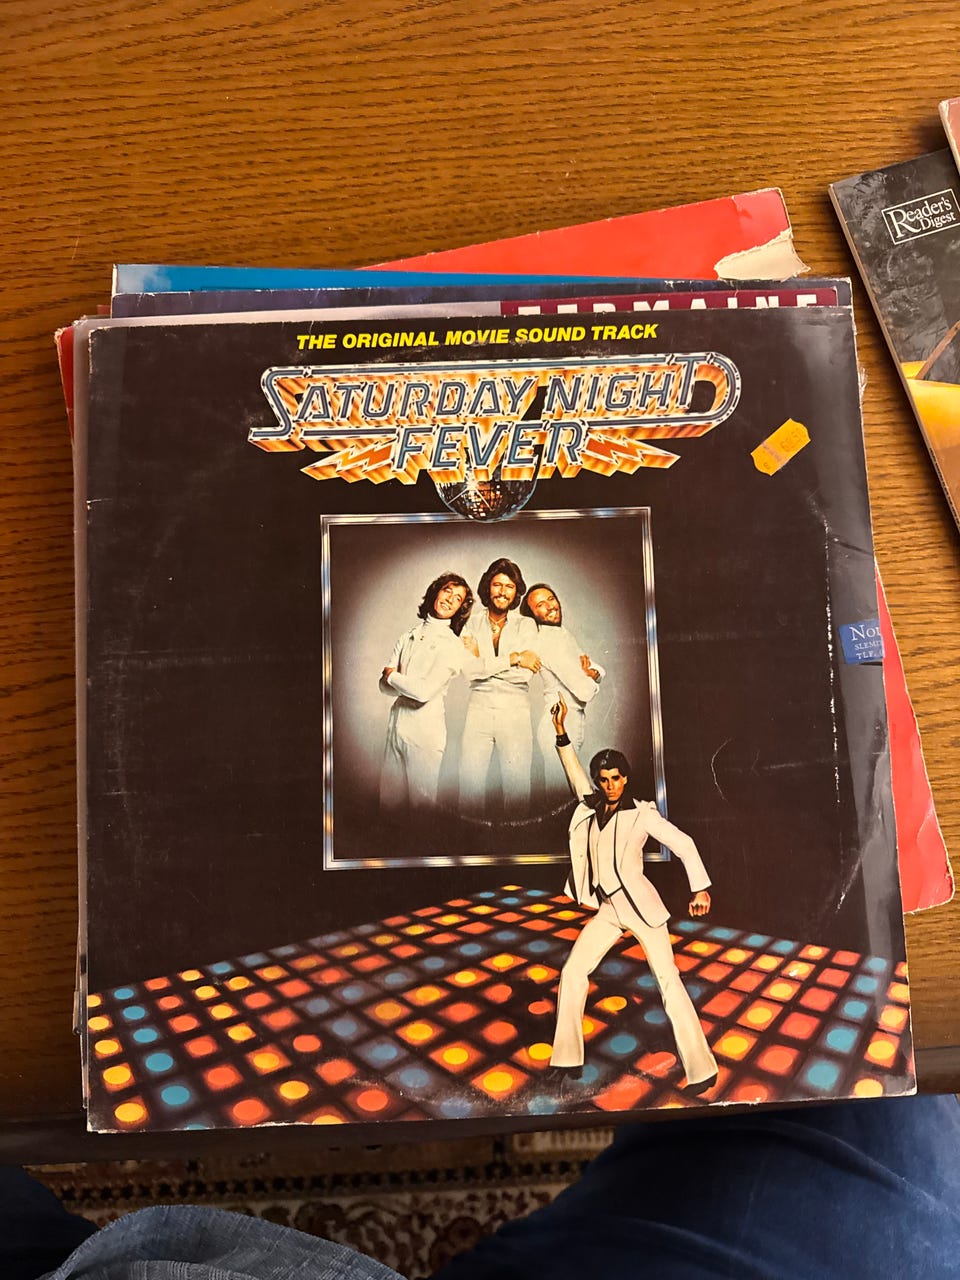 Reader's
Digest
THE ORIGINAL MOVIE SOUND TRACK
SATURDAY NIGHT
FEVER